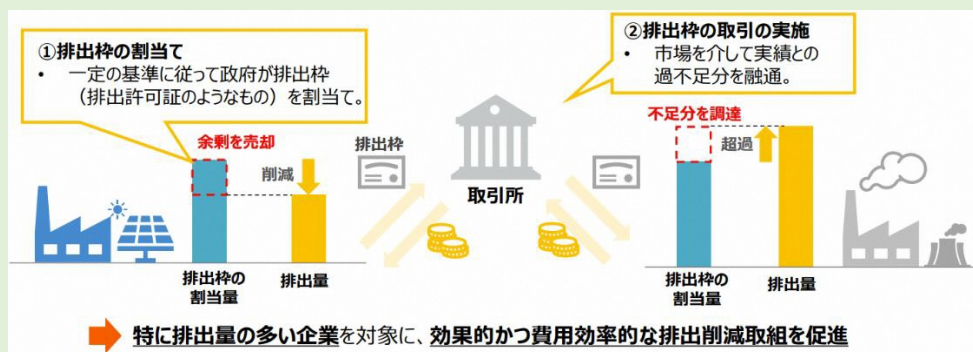 ①排出枠の割当て
• 一定の基準に従って政府が排出枠
（排出許可証のようなもの）を割当て。
②排出枠の取引の実施
• 市場を介して実績との
過不足分を融通。
余剰を売却
削減
排出枠
取引所
不足分を調達
超過
排出枠の
割当量
排出量
排出枠の
割当量
排出量
特に排出量の多い企業を対象に、効果的かつ費用効率的な排出削減取組を促進